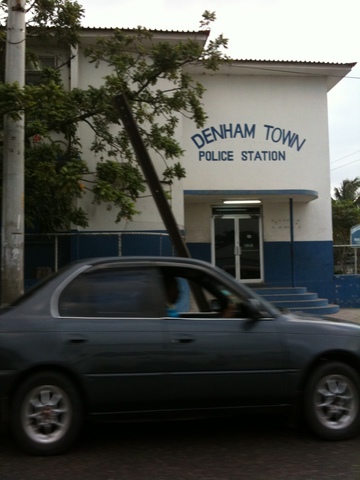 DENHAM TOWN
POLICE STATION